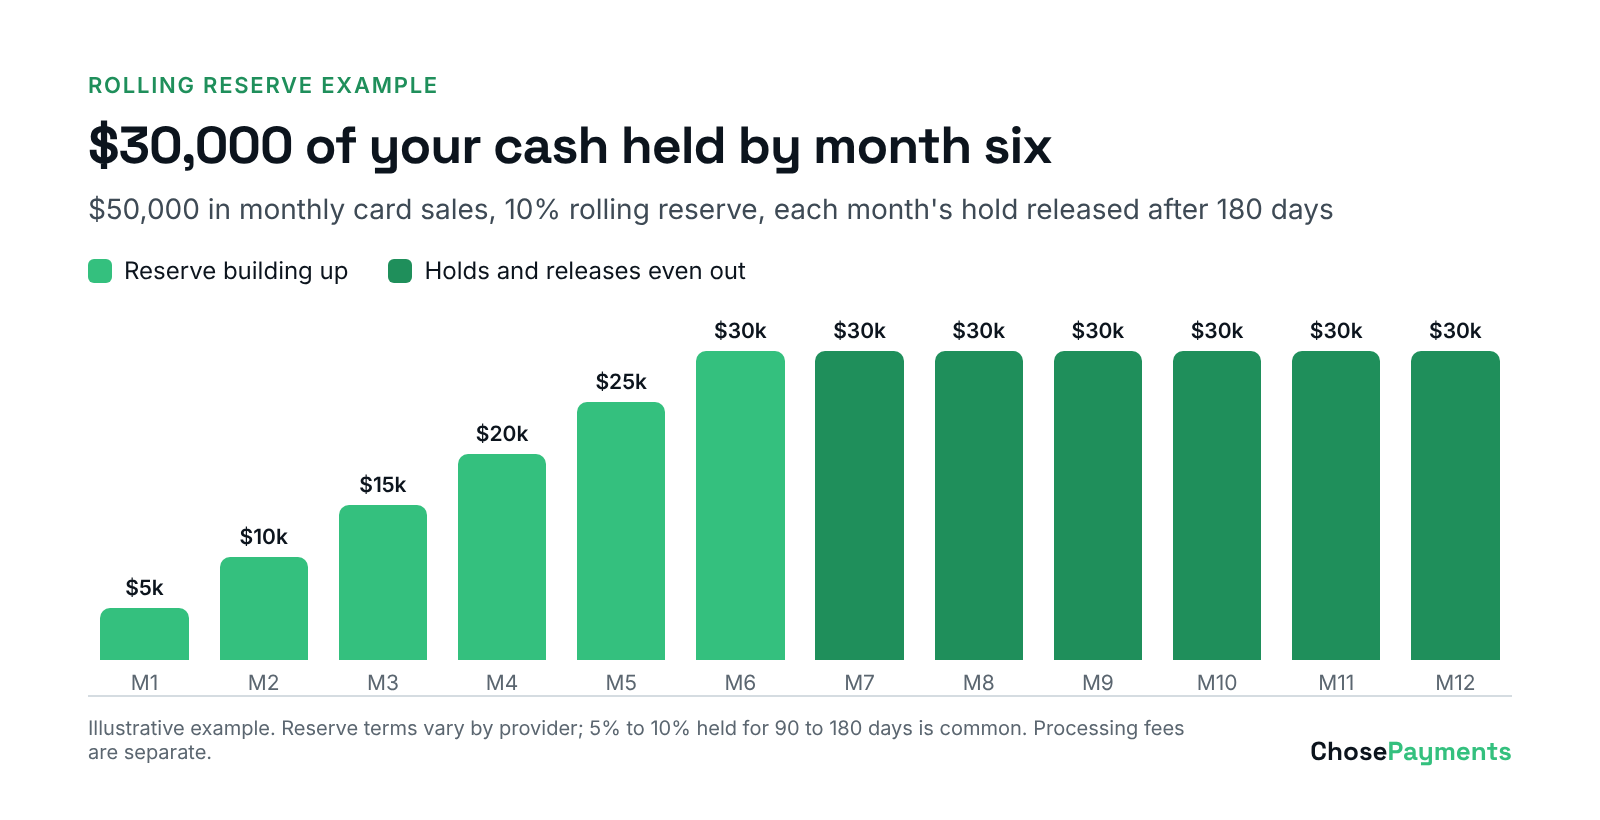 ROLLING RESERVE EXAMPLE
$30,000 of your cash held by month six
$50,000 in monthly card sales, 10% rolling reserve, each month's hold released after 180 days
Reserve building up
Holds and releases even out
$5k
$10k
$15k
$20k
$25k
$30k
$30k
$30k
$30k
$30k
$30k
$30k
M1
M2
M3
M4
M5
M6
M7
M8
M9
M10
M11
M12
Illustrative example. Reserve terms vary by provider; 5% to 10% held for 90 to 180 days is common. Processing fees
are separate.
ChosePayments